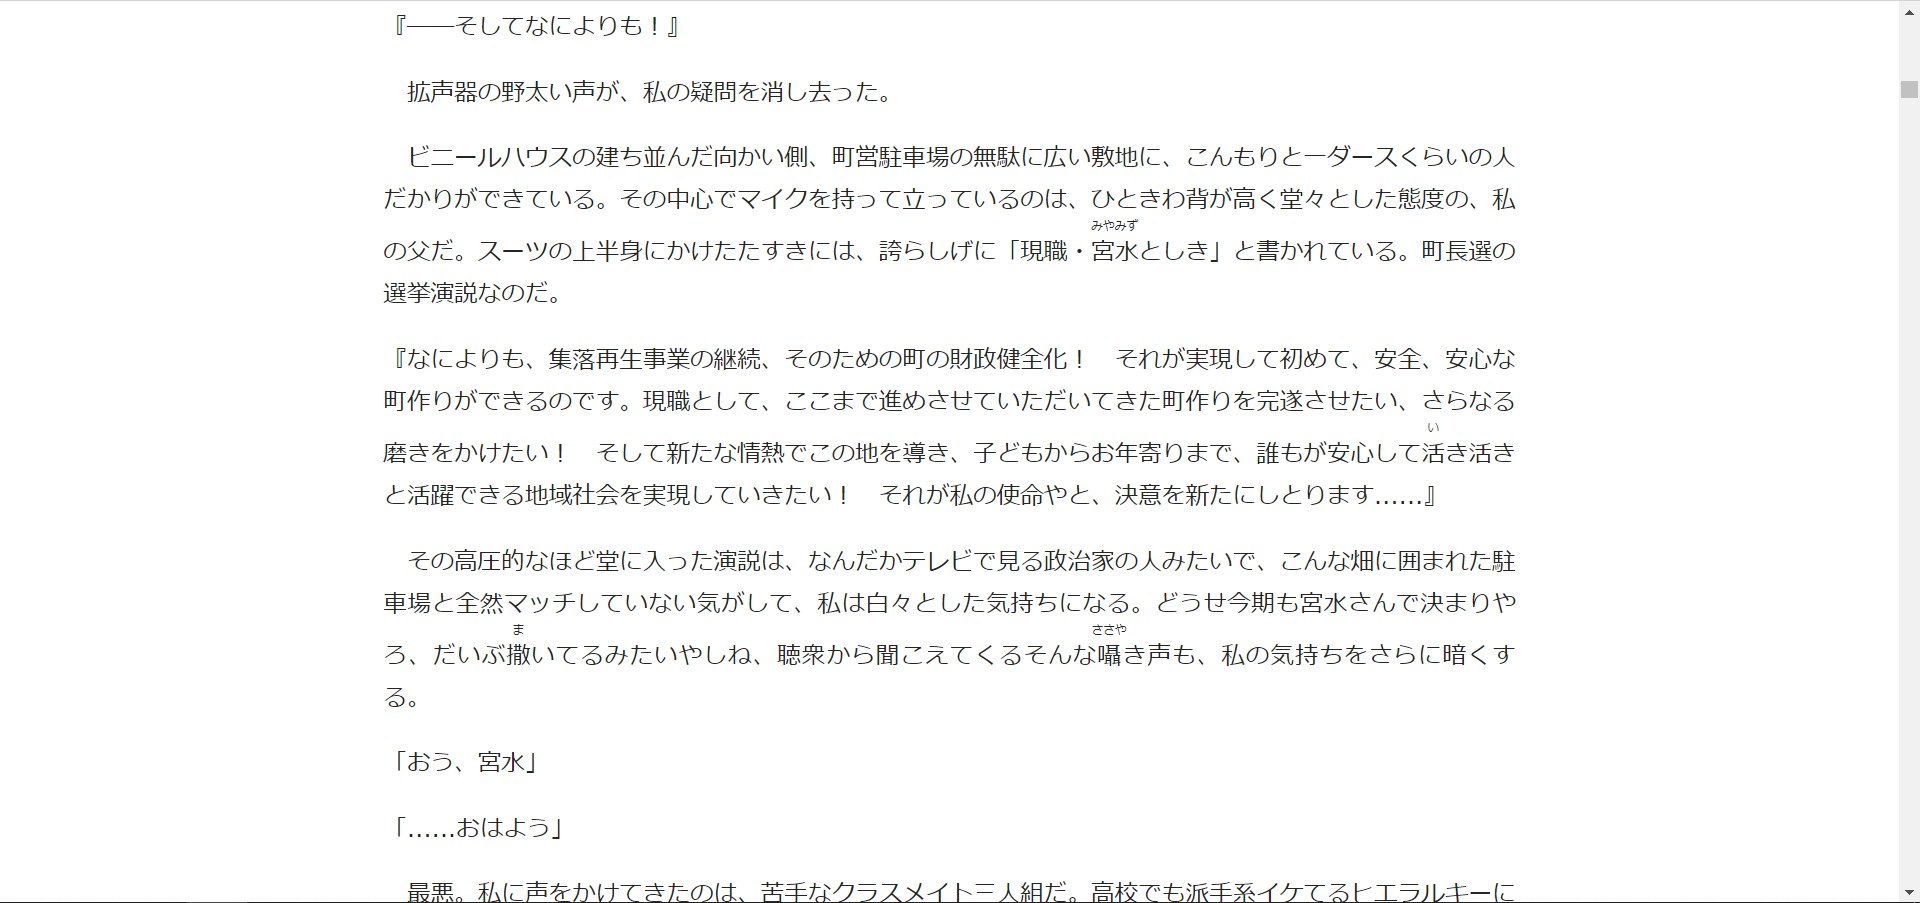 『――そしてなによりも！』
拡声器の野太い声が、私の疑問を消し去った。
ビニールハウスの建ち並んだ向かい側、町営駐車場の無駄に広い敷地に、こんもりと一ダースくらいの人
だかりができている。その中心でマイクを持って立っているのは、ひときわ背が高く堂々とした態度の、私
みやみず
の父だ。スーツの上半身にかけたたすきには、誇らしげに「現職・宮水としき」と書かれている。町長選の
選挙演説なのだ。
『なによりも、集落再生事業の継続、そのための町の財政健全化！　それが実現して初めて、安全、安心な
町作りができるのです。現職として、ここまで進めさせていただいてきた町作りを完遂させたい、さらなる
い
磨きをかけたい！　そして新たな情熱でこの地を導き、子どもからお年寄りまで、誰もが安心して活き活き
と活躍できる地域社会を実現していきたい！　それが私の使命やと、決意を新たにしとります……』
その高圧的なほど堂に入った演説は、なんだかテレビで見る政治家の人みたいで、こんな畑に囲まれた駐
車場と全然マッチしていない気がして、私は白々とした気持ちになる。どうせ今期も宮水さんで決まりや
ま　ささや
ろ、だいぶ撒いてるみたいやしね、聴衆から聞こえてくるそんな囁き声も、私の気持ちをさらに暗くす
る。
「おう、宮水」
「……おはよう」
最悪。私に声をかけてきたのは、苦手なクラスメイト三人組だ。高校でも派手系イケてるヒエラルキーに